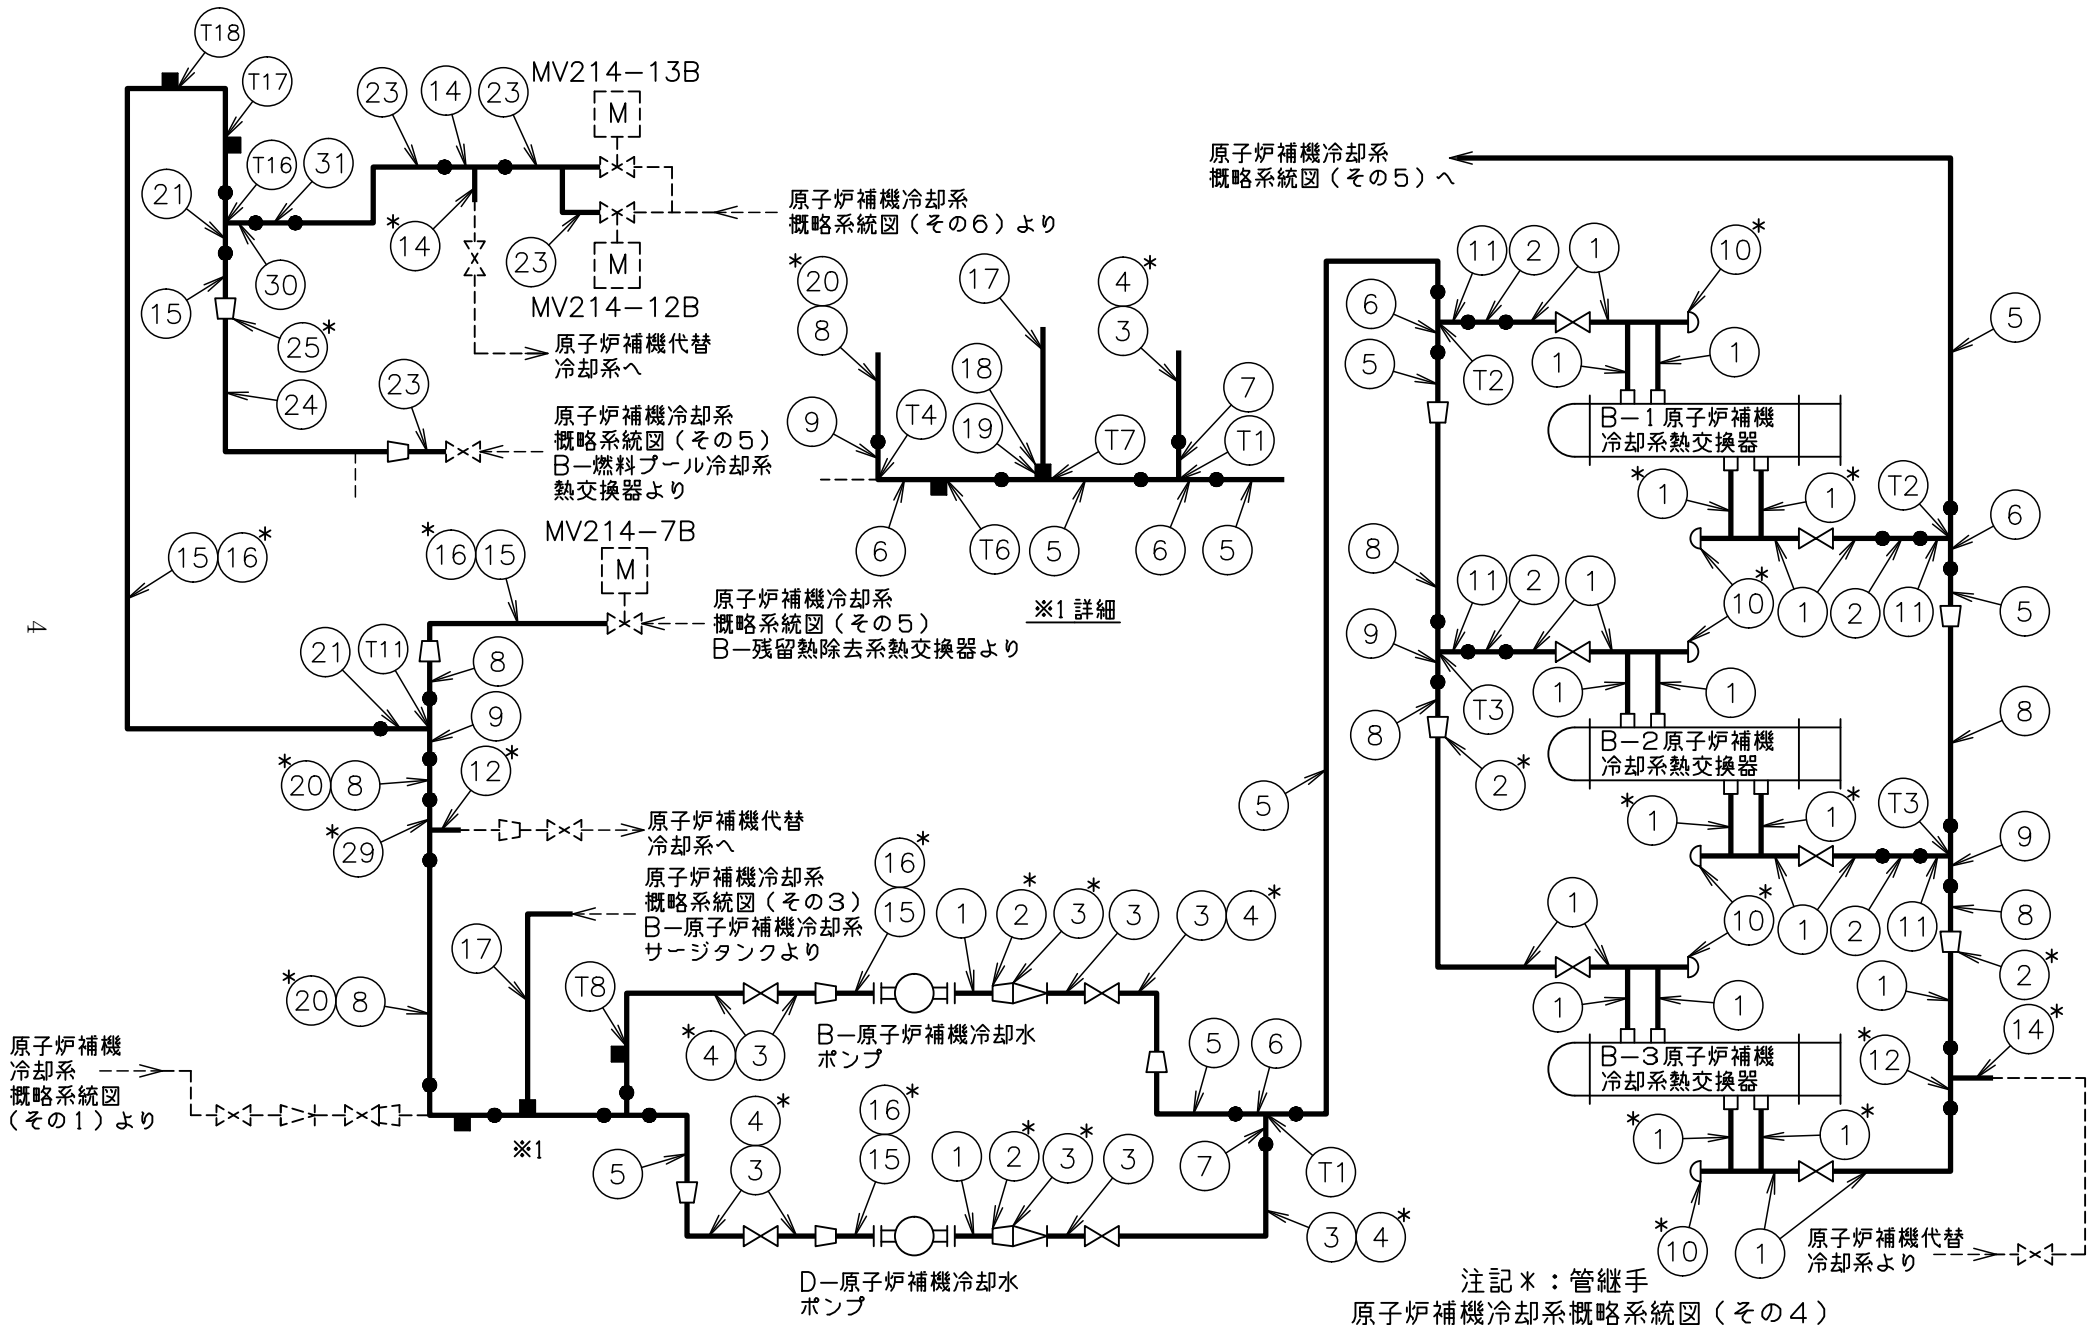 T18
T17
T16
31
23
14
23
MV214-13B
M
21
30
15
25*
*14
23
M
MV214-12B
原子炉補機冷却系
概略系統図(その6)より
原子炉補機代替
冷却系へ
24
23
原子炉補機冷却系
概略系統図(その5)
B-燃料プール冷却系
熱交換器より
*20
8
9
T4
17
18
19
T7
4*
3
7
T1
6
T6
5
6
5
※1 詳細
原子炉補機冷却系
概略系統図(その5)へ
15
16*
*16
15
MV214-7B
M
原子炉補機冷却系
概略系統図(その5)
B-残留熱除去系熱交換器より
21
T11
8
9
*20
8
12*
*29
原子炉補機代替
冷却系へ
原子炉補機冷却系
概略系統図(その3)
B-原子炉補機冷却系
サージタンクより
17
*20
8
原子炉補機
冷却系
概略系統図
(その1)より
※1
T8
*4
3
16*
15
1
2*
3*
3
3
4*
B-原子炉補機冷却水
ポンプ
5
4*
3
16*
15
1
2*
3*
3
D-原子炉補機冷却水
ポンプ
5
6
7
T1
3
4*
5
6
5
11
2
1
10*
T2
1
1
B-1原子炉補機
冷却系熱交換器
*1
1*
T2
5
6
10*
1
2
11
5
8
9
8
11
2
1
T3
1
1
2*
B-2原子炉補機
冷却系熱交換器
*1
1*
T3
8
9
10*
1
2
11
8
2*
1
1
1
1
14*
*12
B-3原子炉補機
冷却系熱交換器
*1
1*
*10
1
原子炉補機代替
冷却系より
注記*:管継手
原子炉補機冷却系概略系統図(その4)
4